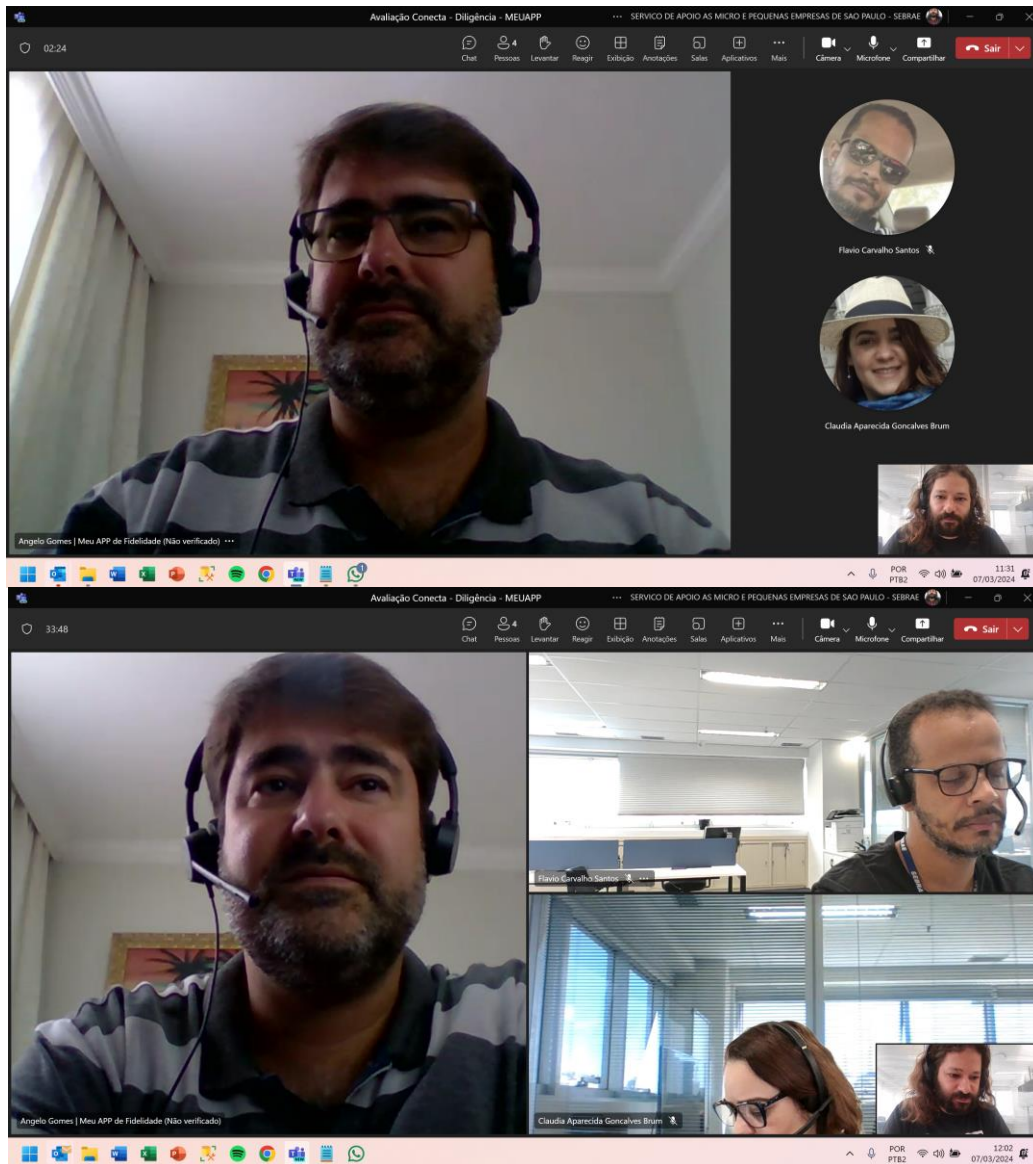 Avaliação Conecta - Diligência - MEUAPP
SERVICO DE APOIO AS MICRO E PEQUENAS EMPRESAS DE SAO PAULO - SEBRAE
02:24
Chat
4
Pessoas
Levantar
Reagir
Exibição
Anotações
Salas
Aplicativos
Mais
Câmera
Microfone
Compartilhar
Sair
Flavio Carvalho Santos
Claudia Aparecida Goncalves Brum
Angelo Gomes | Meu APP de Fidelidade (Não verificado)
1
POR
PTB2
11:31
07/03/2024
Avaliação Conecta - Diligência - MEUAPP
SERVICO DE APOIO AS MICRO E PEQUENAS EMPRESAS DE SAO PAULO - SEBRAE
33:48
Chat
4
Pessoas
Levantar
Reagir
Exibição
Anotações
Salas
Aplicativos
Mais
Câmera
Microfone
Compartilhar
Sair
Flavio Carvalho Santos
Angelo Gomes | Meu APP de Fidelidade (Não verificado)
Claudia Aparecida Goncalves Brum
POR
PTB2
12:02
07/03/2024